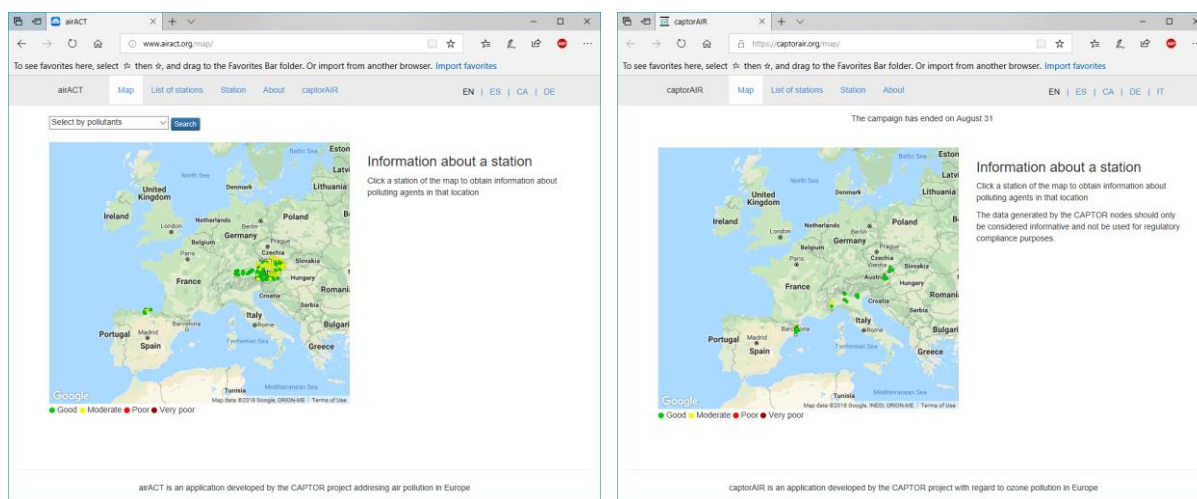 airACT
www.airact.org/map/
To see favorites here, select ☆ then ☆, and drag to the Favorites Bar folder. Or import from another browser. Import favorites
airACT Map List of stations Station About captorAIR EN | ES | CA | DE
Select by pollutants Search
Baltic Sea
Eston
Latvi
North Sea
Denmark
Lithuania
United
Kingdom
Ireland
London
Netherlands
Berlin
Poland
B
Germany
Belgium
Prague
Paris
Czechia
Slovakia
France
Hungary
Romani
Croatia
Serbia
Italy
Barcelona
Rome
Bulgari
Portugal
Madrid
Spain
Tyrrhenian Sea
Greece
Tunisia
Mediterranean Sea
Google
Map data ©2018 Google, ORION-ME Terms of Use
Good Moderate Poor Very poor
Information about a station
Click a station of the map to obtain information about
polluting agents in that location
airACT is an application developed by the CAPTOR project addresing air pollution in Europe
captorAIR
https://captorair.org/map/
To see favorites here, select ☆ then ☆, and drag to the Favorites Bar folder. Or import from another browser. Import favorites
captorAIR Map List of stations Station About EN | ES | CA | DE | IT
The campaign has ended on August 31
Baltic Sea
Eston
Latvi
North Sea
Denmark
Lithuania
United
Kingdom
Ireland
London
Netherlands
Berlin
Poland
B
Germany
Belgium
Prague
Paris
Czechia
Vienna
Slovakia
Austria
France
Hungary
Romani
Croatia
Serbia
Italy
Barcelona
Rome
Bulgari
Portugal
Madrid
Spain
Tyrrhenian Sea
Greece
Tunisia
Mediterranean Sea
Google
Map data ©2018 Google, INEGI, ORION-ME Terms of Use
Good Moderate Poor Very poor
Information about a station
Click a station of the map to obtain information about
polluting agents in that location
The data generated by the CAPTOR nodes should only
be considered informative and not be used for regulatory
compliance purposes.
captorAIR is an application developed by the CAPTOR project with regard to ozone pollution in Europe